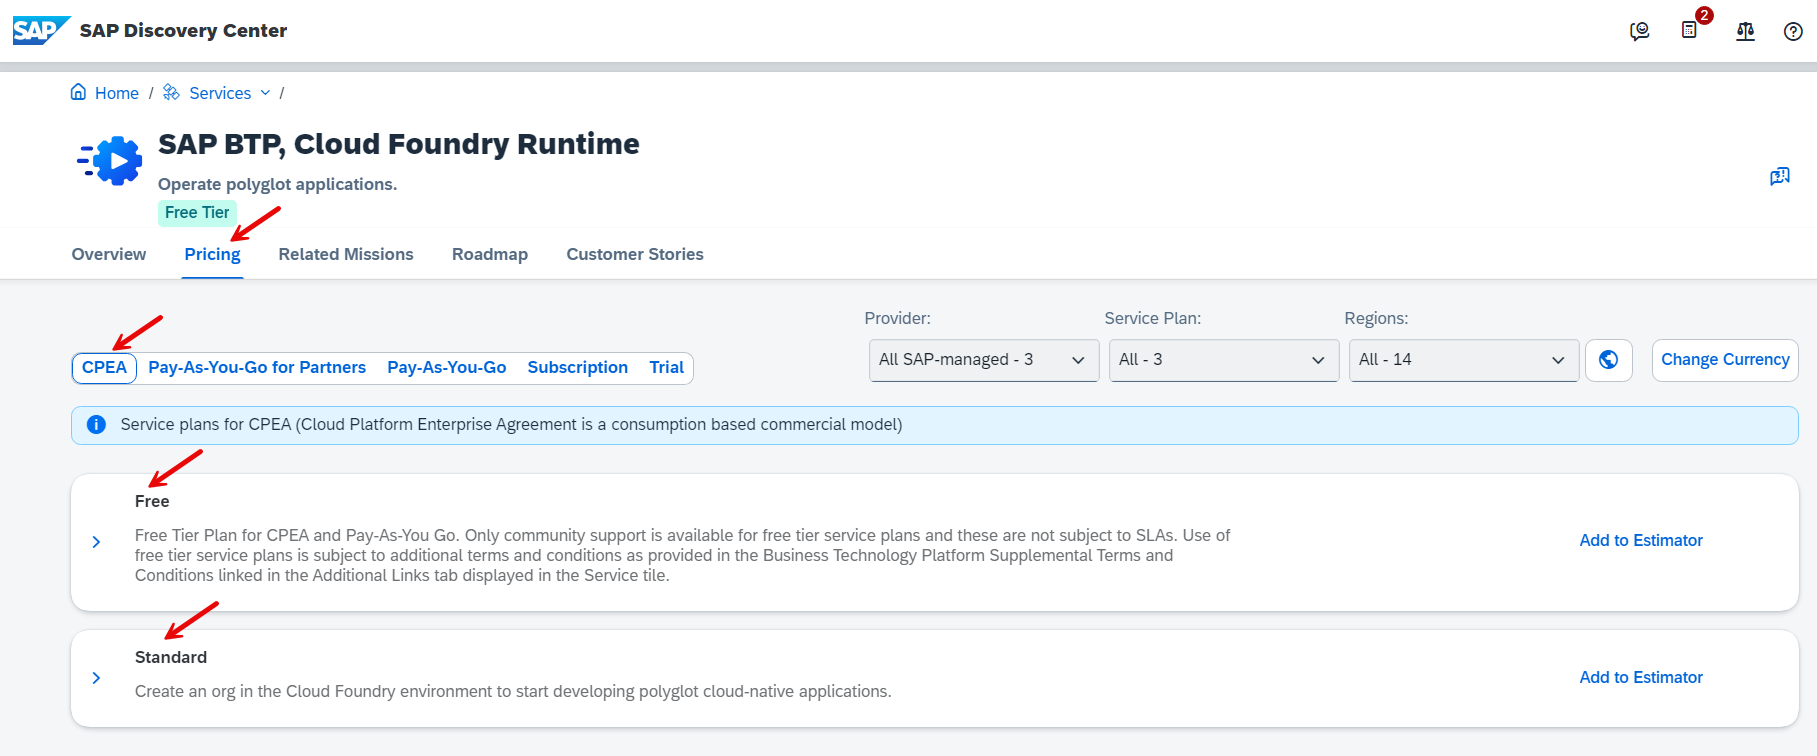 SAP SAP Discovery Center
2
Home / Services /
SAP BTP, Cloud Foundry Runtime
Operate polyglot applications.
Free Tier
Overview Pricing Related Missions Roadmap Customer Stories
Provider: Service Plan: Regions:
CPEA Pay-As-You-Go for Partners Pay-As-You-Go Subscription Trial All SAP-managed - 3 All - 3 All - 14 Change Currency
Service plans for CPEA (Cloud Platform Enterprise Agreement is a consumption based commercial model)
Free
Free Tier Plan for CPEA and Pay-As-You Go. Only community support is available for free tier service plans and these are not subject to SLAs. Use of
free tier service plans is subject to additional terms and conditions as provided in the Business Technology Platform Supplemental Terms and
Conditions linked in the Additional Links tab displayed in the Service tile.
Add to Estimator
Standard
Create an org in the Cloud Foundry environment to start developing polyglot cloud-native applications.
Add to Estimator